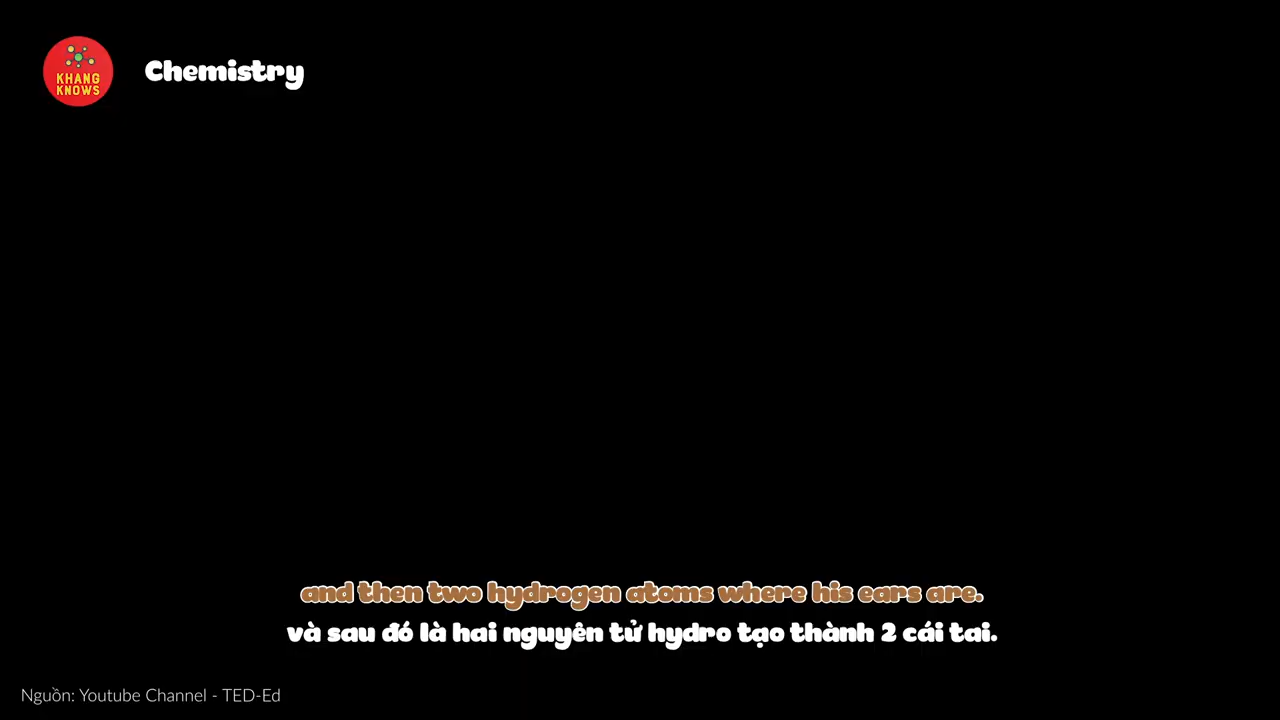 KHANG
KNOWS
Chemistry
and then two hydrogen atoms where his ears are.
và sau đó là hai nguyên tử hydro tạo thành 2 cái tai.
Nguồn: Youtube Channel - TED-Ed